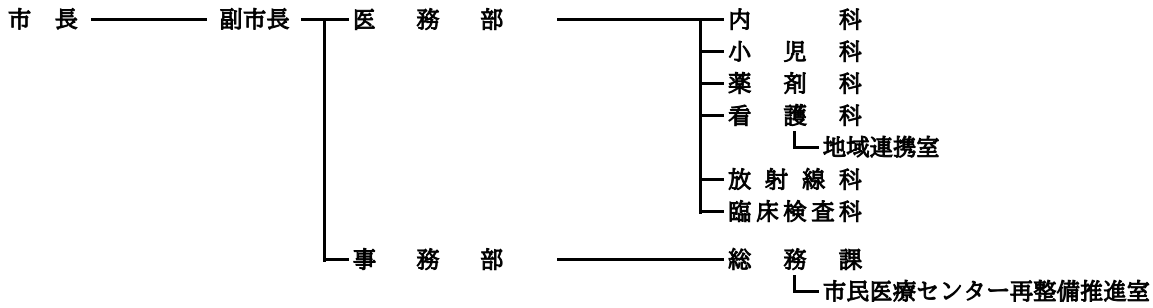 市長 副市長 医務部 内科
小児科
薬剤科
看護科
地域連携室
放射線科
臨床検査科
事務部 総務課
市民医療センター再整備推進室